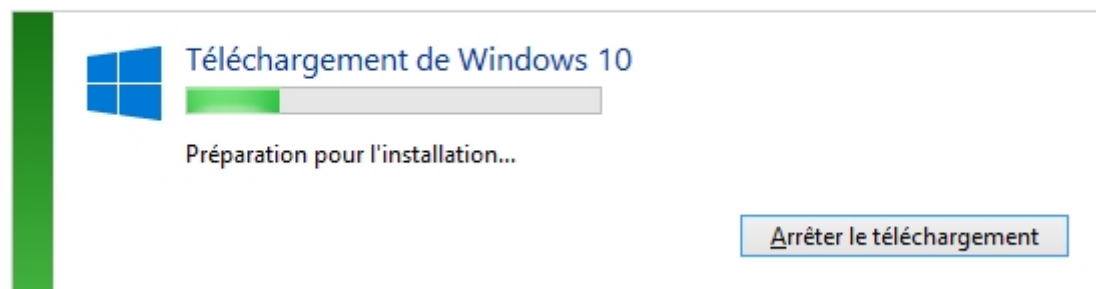 Téléchargement de Windows 10
Préparation pour l'installation...
Arrêter le téléchargement